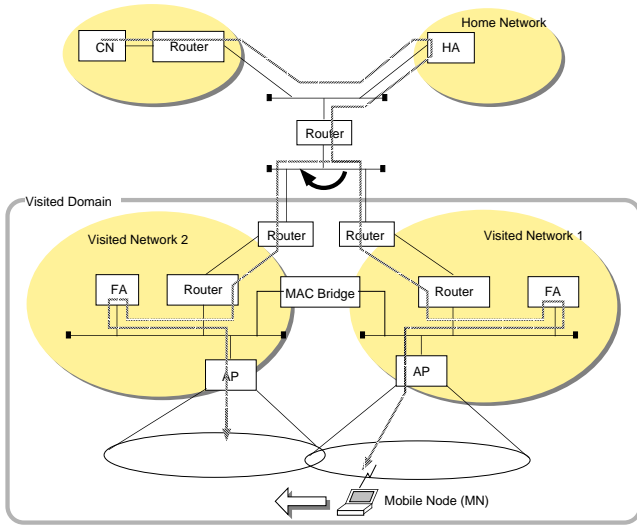 Home Network
CN
Router
HA
Router
Visited Domain
Router
Router
Visited Network 2
Visited Network 1
FA
Router
MAC Bridge
Router
FA
AP
AP
Mobile Node (MN)